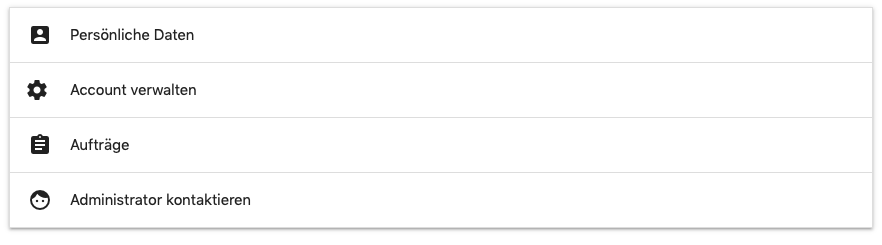 Persönliche Daten
Account verwalten
Aufträge
Administrator kontaktieren